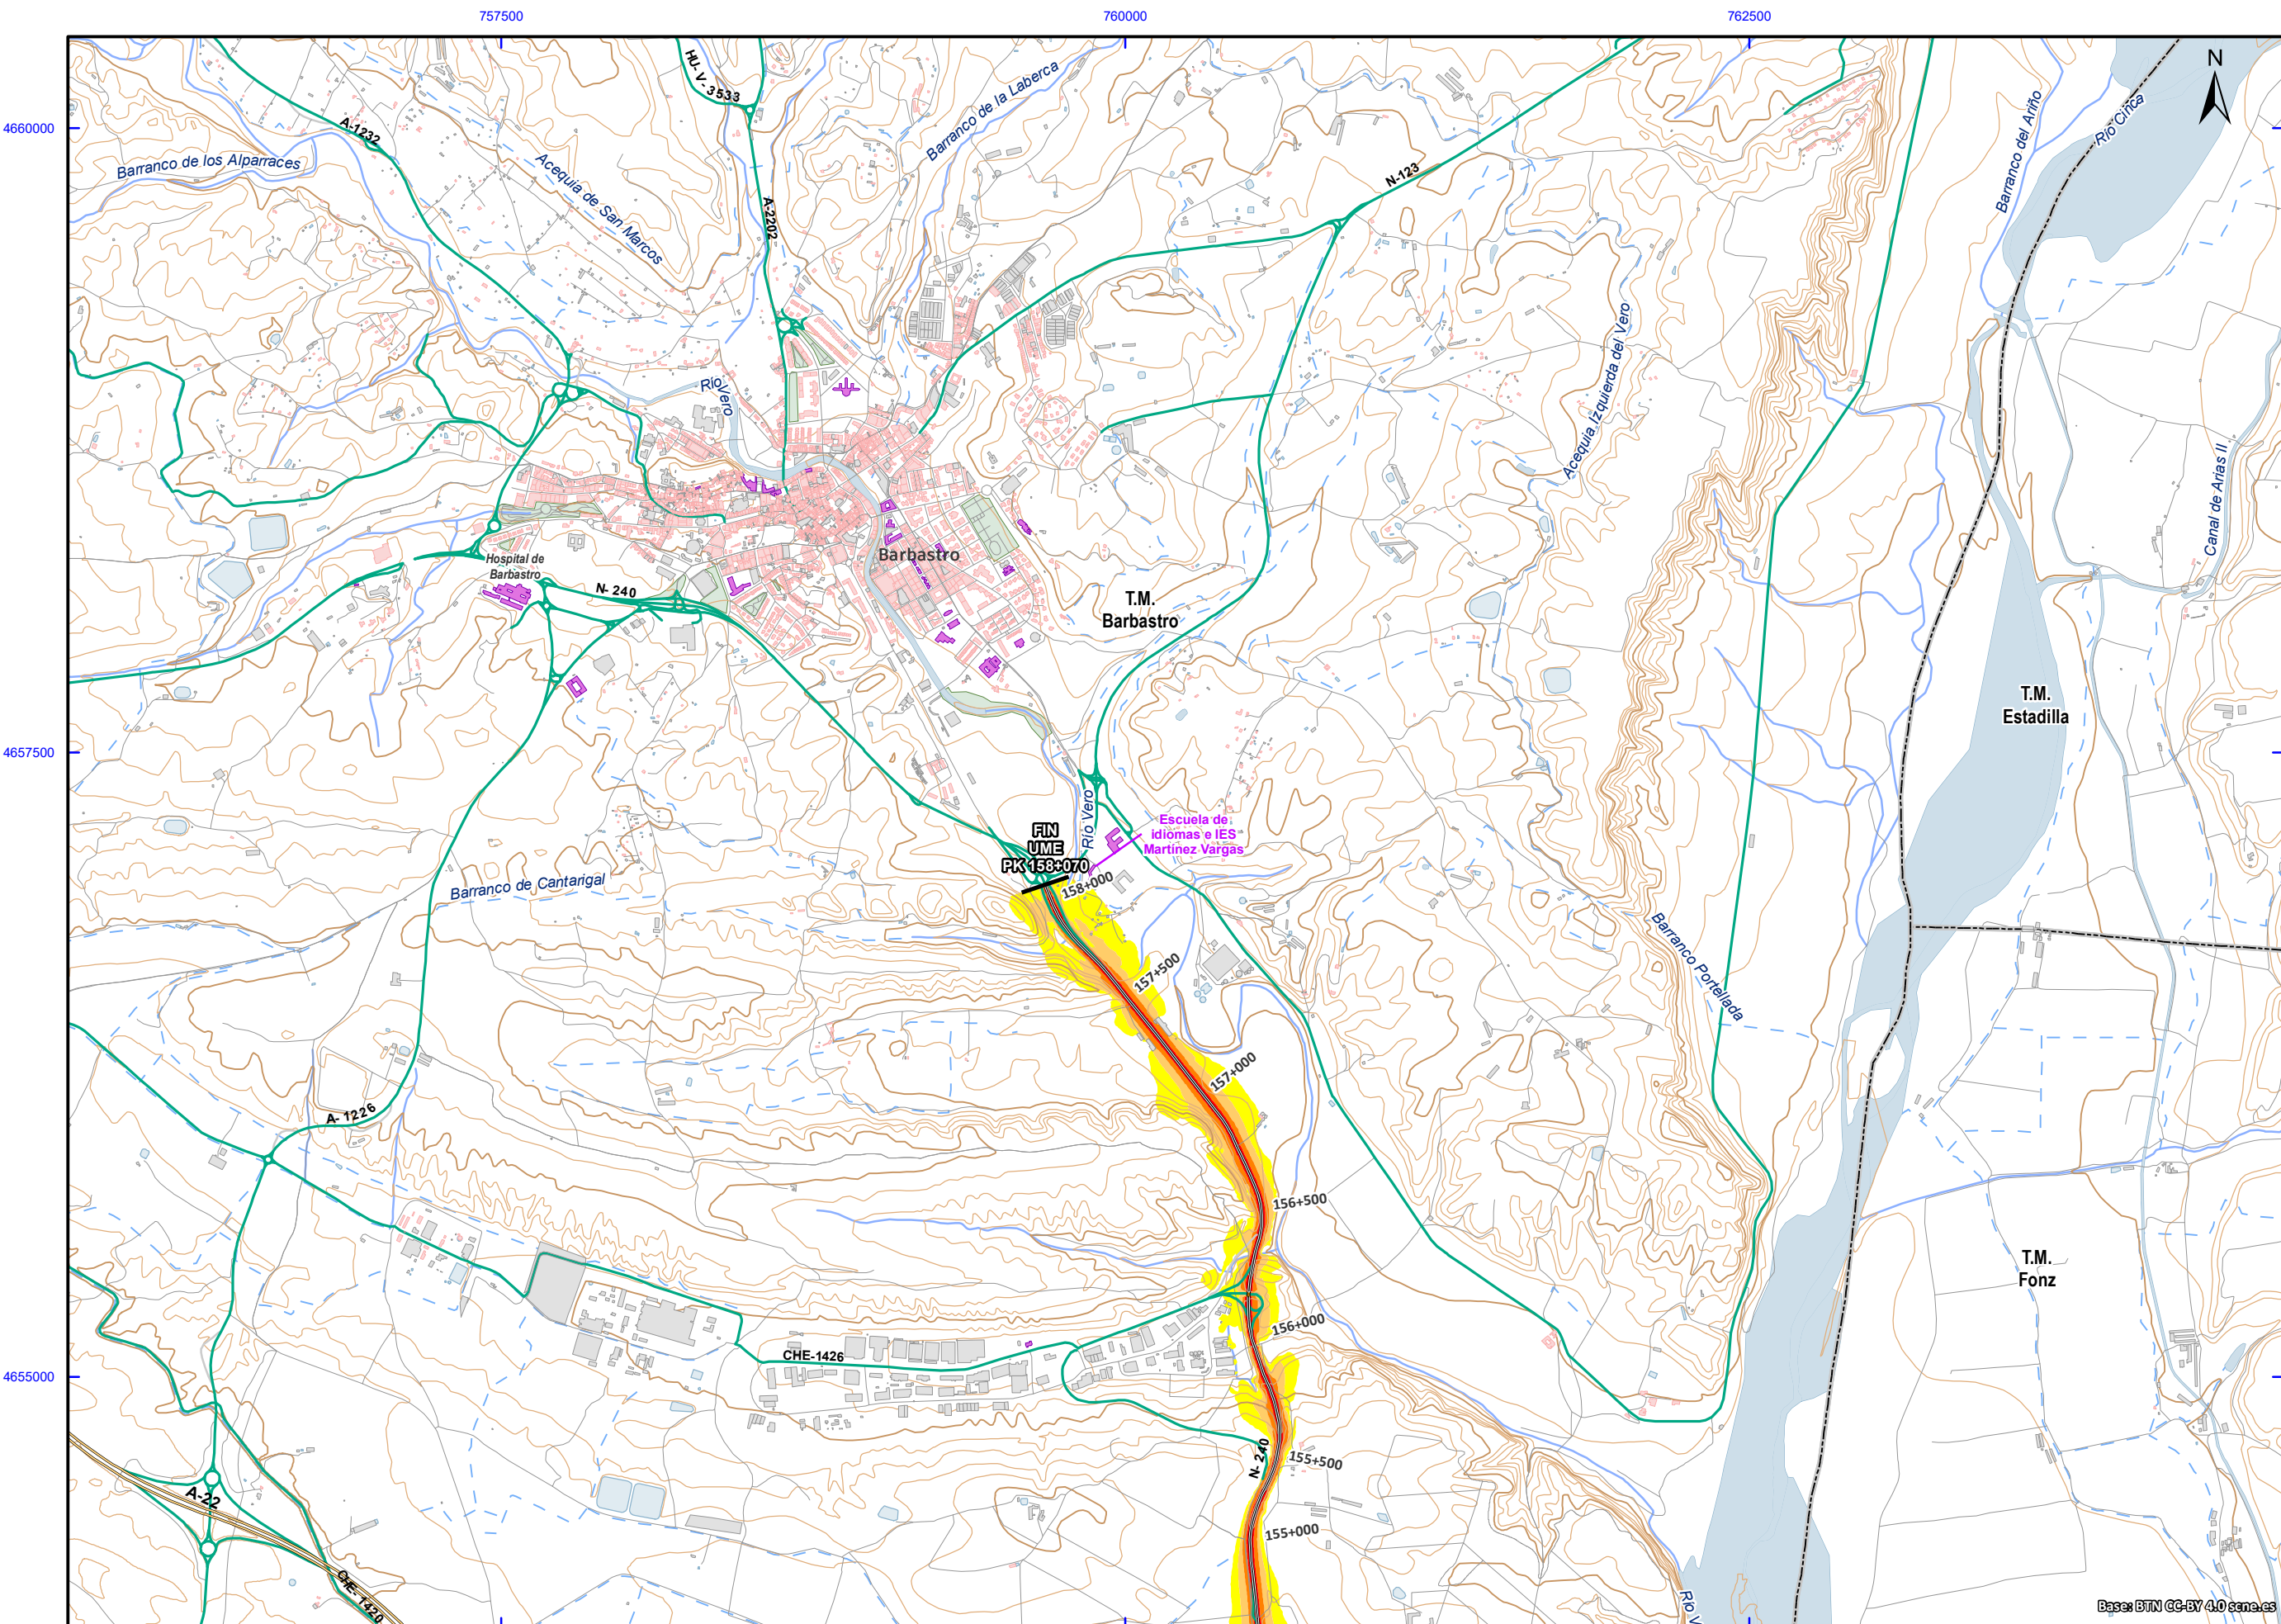 757500
760000
762500
4660000
4657500
4655000
N
HU-V-3533
A-1232
Barranco de la Laberca
Barranco de los Alparraces
Acequia de San Marcos
A-2202
N-123
Barranco del Ariño
Río Cinca
Río Vero
Acequia Izquierda del Vero
Canal de Arias II
Barbastro
Hospital de
Barbastro
N-240
T.M.
Barbastro
T.M.
Estadilla
Río Vero
Escuela de
idiomas e IES
Martínez Vargas
FIN
UME
PK 158+070
158+000
Barranco de Cantarigal
Barranco Portellada
157+500
157+000
A-1226
156+500
T.M.
Fonz
156+000
CHE-1426
N-240
155+500
A-22
155+000
CHE-1420
Río V
Base: BTN CC-BY 4.0 scne.es